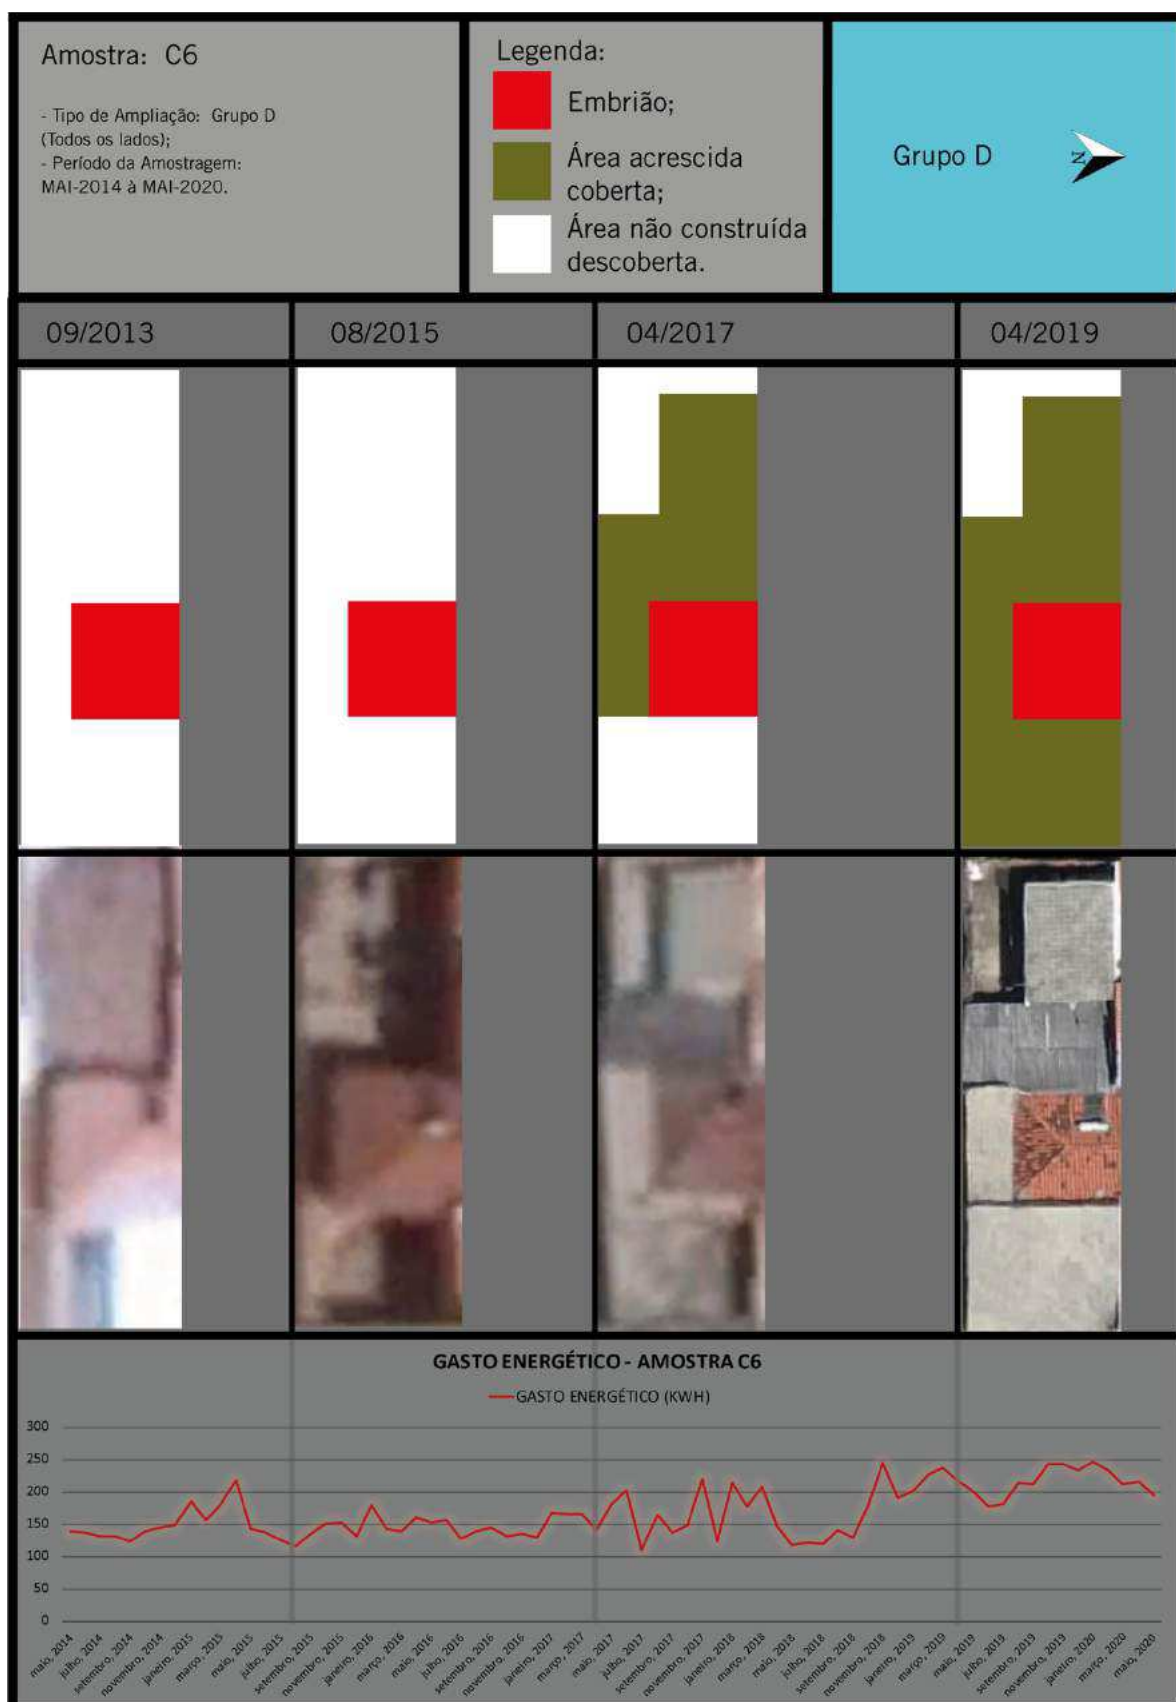 Amostra: C6
- Tipo de Ampliação: Grupo D
(Todos os lados);
- Período da Amostragem:
MAI-2014 à MAI-2020.
Legenda:
Embrião;
Área acrescida
coberta;
Área não construída
descoberta.
Grupo D
N
09/2013
08/2015
04/2017
04/2019
GASTO ENERGÉTICO - AMOSTRA C6
GASTO ENERGÉTICO (KWH)
300
250
200
150
100
50
0
maio, 2014
julho, 2014
setembro, 2014
novembro, 2014
janeiro, 2015
março, 2015
maio, 2015
julho, 2015
setembro, 2015
novembro, 2015
janeiro, 2016
março, 2016
maio, 2016
julho, 2016
setembro, 2016
novembro, 2016
janeiro, 2017
março, 2017
maio, 2017
julho, 2017
setembro, 2017
novembro, 2017
janeiro, 2018
março, 2018
maio, 2018
julho, 2018
setembro, 2018
novembro, 2018
janeiro, 2019
março, 2019
maio, 2019
julho, 2019
setembro, 2019
novembro, 2019
janeiro, 2020
março, 2020
maio, 2020